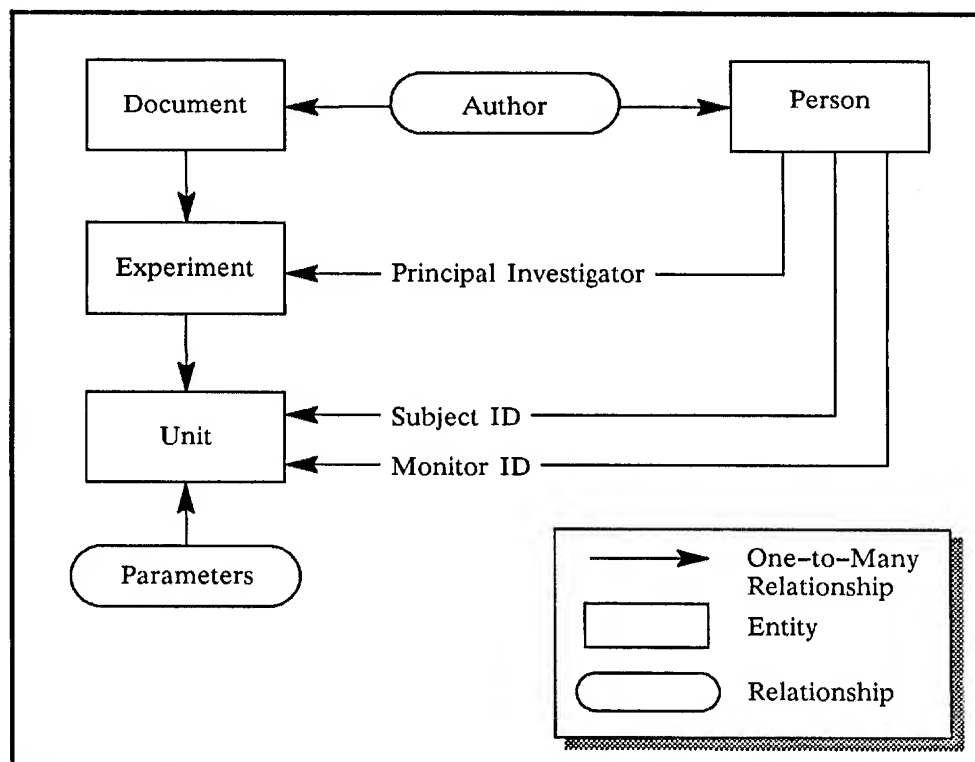 Document
Author
Person
Experiment
Principal Investigator
Unit
Subject ID
Monitor ID
Parameters
One-to-Many
Relationship
Entity
Relationship